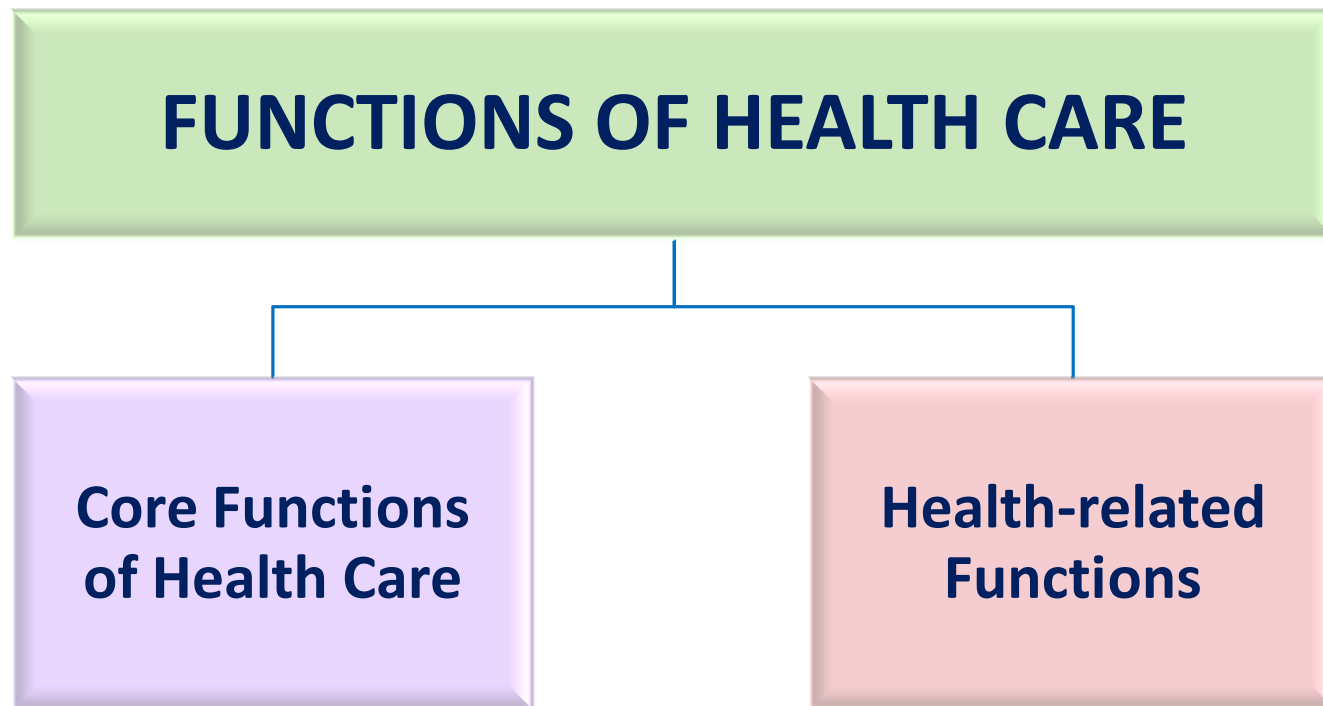 FUNCTIONS OF HEALTH CARE
Core Functions
of Health Care
Health-related
Functions